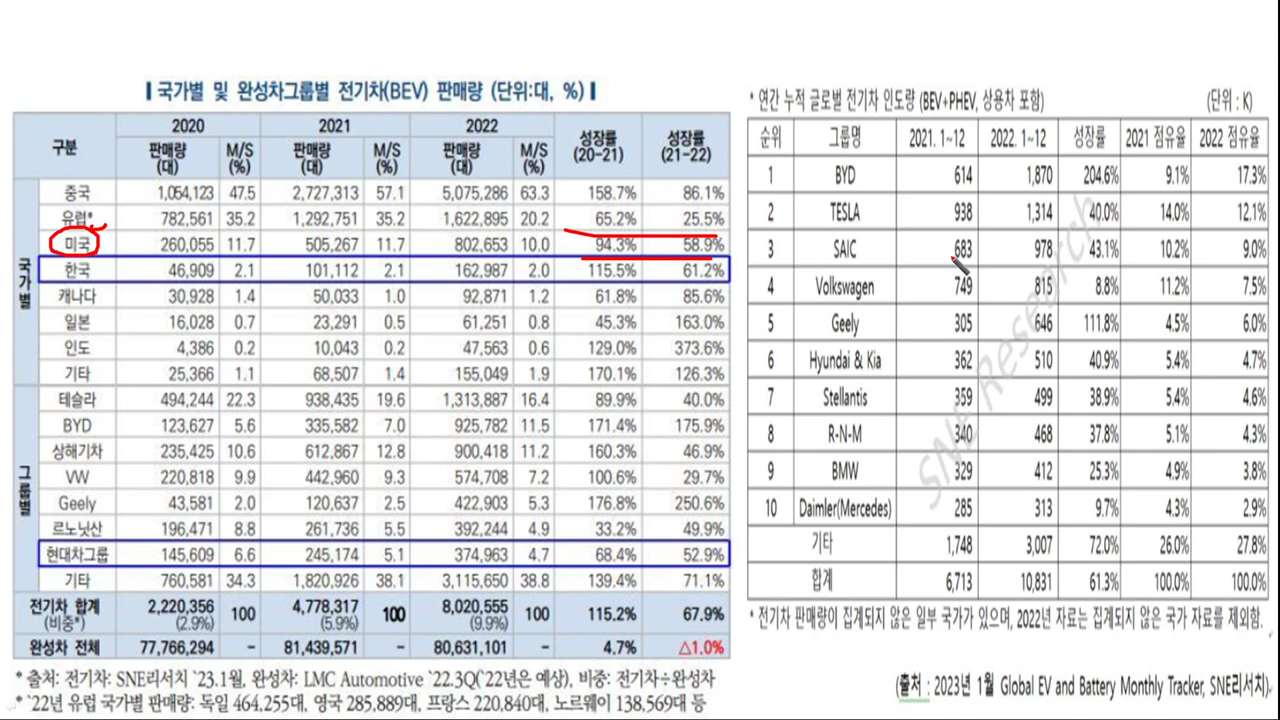 ┃국가별 및 완성차그룹별 전기차(BEV) 판매량 (단위:대, %)┃
구분 2020 2021 2022 성장률 (20-21) 성장률 (21-22)
판매량 (대) M/S (%) 판매량 (대) M/S (%) 판매량 (대) M/S (%)
국가별
중국 1,054,123 47.5 2,727,313 57.1 5,075,286 63.3 158.7% 86.1%
유럽* 782,561 35.2 1,292,751 35.2 1,622,895 20.2 65.2% 25.5%
미국 260,055 11.7 505,267 11.7 802,653 10.0 94.3% 58.9%
한국 46,909 2.1 101,112 2.1 162,987 2.0 115.5% 61.2%
캐나다 30,928 1.4 50,033 1.0 92,871 1.2 61.8% 85.6%
일본 16,028 0.7 23,291 0.5 61,251 0.8 45.3% 163.0%
인도 4,386 0.2 10,043 0.2 47,563 0.6 129.0% 373.6%
기타 25,366 1.1 68,507 1.4 155,049 1.9 170.1% 126.3%
그룹별
테슬라 494,244 22.3 938,435 19.6 1,313,887 16.4 89.9% 40.0%
BYD 123,627 5.6 335,582 7.0 925,782 11.5 171.4% 175.9%
상해기차 235,425 10.6 612,867 12.8 900,418 11.2 160.3% 46.9%
VW 220,818 9.9 442,960 9.3 574,708 7.2 100.6% 29.7%
Geely 43,581 2.0 120,637 2.5 422,903 5.3 176.8% 250.6%
르노닛산 196,471 8.8 261,736 5.5 392,244 4.9 33.2% 49.9%
현대차그룹 145,609 6.6 245,174 5.1 374,963 4.7 68.4% 52.9%
기타 760,581 34.3 1,820,926 38.1 3,115,650 38.8 139.4% 71.1%
전기차 합계 (비중*) 2,220,356 (2.9%) 100 4,778,317 (5.9%) 100 8,020,555 (9.9%) 100 115.2% 67.9%
완성차 전체 77,766,294 - 81,439,571 - 80,631,101 - 4.7% △1.0%
* 출처: 전기차: SNE리서치 `23.1월, 완성차: LMC Automotive `22.3Q(`22년은 예상), 비중: 전기차÷완성차
* `22년 유럽 국가별 판매량: 독일 464,255대, 영국 285,889대, 프랑스 220,840대, 노르웨이 138,569대 등
* 연간 누적 글로벌 전기차 인도량 (BEV+PHEV, 상용차 포함) (단위 : K)
순위 그룹명 2021. 1~12 2022. 1~12 성장률 2021 점유율 2022 점유율
1 BYD 614 1,870 204.6% 9.1% 17.3%
2 TESLA 938 1,314 40.0% 14.0% 12.1%
3 SAIC 683 978 43.1% 10.2% 9.0%
4 Volkswagen 749 815 8.8% 11.2% 7.5%
5 Geely 305 646 111.8% 4.5% 6.0%
6 Hyundai & Kia 362 510 40.9% 5.4% 4.7%
7 Stellantis 359 499 38.9% 5.4% 4.6%
8 R-N-M 340 468 37.8% 5.1% 4.3%
9 BMW 329 412 25.3% 4.9% 3.8%
10 Daimler(Mercedes) 285 313 9.7% 4.3% 2.9%
기타 1,748 3,007 72.0% 26.0% 27.8%
합계 6,713 10,831 61.3% 100.0% 100.0%
SNE Research
* 전기차 판매량이 집계되지 않은 일부 국가가 있으며, 2022년 자료는 집계되지 않은 국가 자료를 제외함.
(출처 : 2023년 1월 Global EV and Battery Monthly Tracker, SNE리서치)